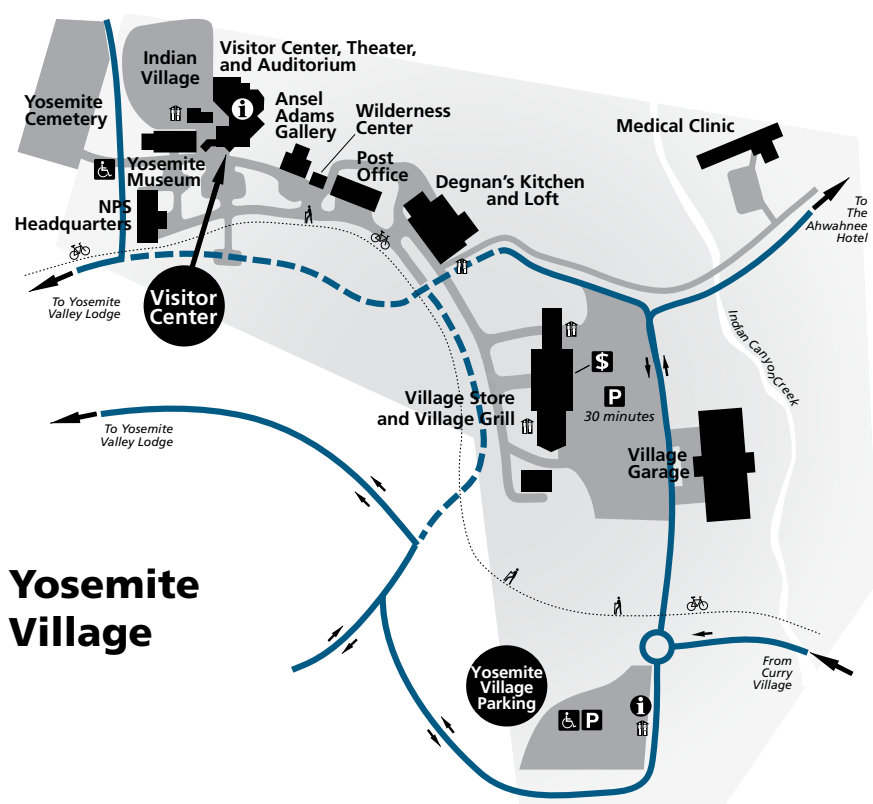 Indian
Village
Visitor Center, Theater,
and Auditorium
i
Yosemite
Cemetery
Ansel
Adams
Gallery
Wilderness
Center
Medical Clinic
Yosemite
Museum
Post
Office
Degnan's Kitchen
and Loft
NPS
Headquarters
To
The
Ahwahnee
Hotel
To Yosemite
Valley Lodge
Visitor
Center
Indian Canyon Creek
$
P
30 minutes
Village Store
and Village Grill
To Yosemite
Valley Lodge
Village
Garage
Yosemite
Village
Yosemite
Village
Parking
From
Curry
Village
P
i